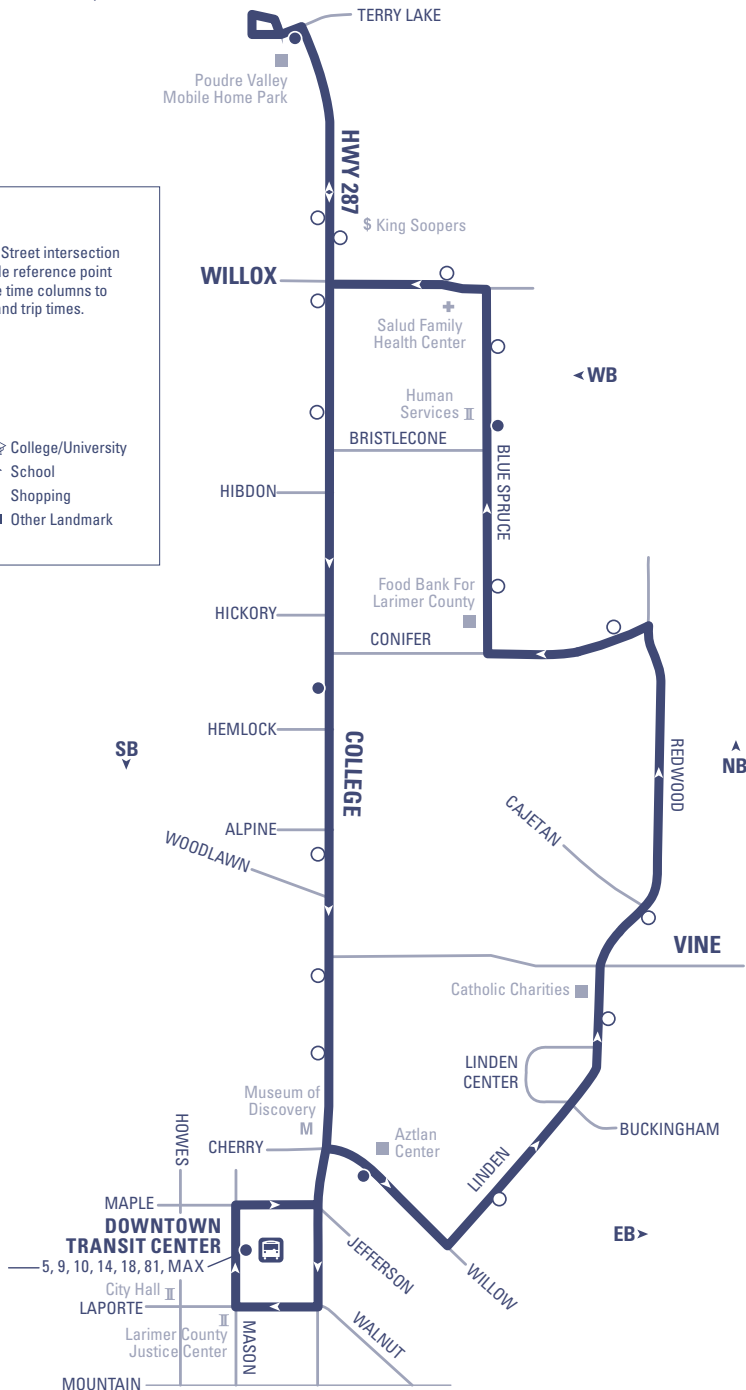 TERRY LAKE
Poudre Valley
Mobile Home Park
HWY 287
$ King Soopers
Street intersection
reference point
time columns to
and trip times.
WILLOX
Salud Family
Health Center
WB
Human
Services
College/University
School
Shopping
Other Landmark
BRISTLECONE
BLUE SPRUCE
HIBDON
Food Bank For
Larimer County
HICKORY
CONIFER
HEMLOCK
COLLEGE
SB
REDWOOD
NB
CAJETAN
ALPINE
WOODLAWN
VINE
Catholic Charities
LINDEN
CENTER
Museum of
Discovery
M
BUCKINGHAM
HOWES
CHERRY
Aztlan
Center
LINDEN
MAPLE
DOWNTOWN
TRANSIT CENTER
5, 9, 10, 14, 18, 81, MAX
JEFFERSON
EB
WILLOW
City Hall
LAPORTE
Larimer County
Justice Center
MASON
WALNUT
MOUNTAIN